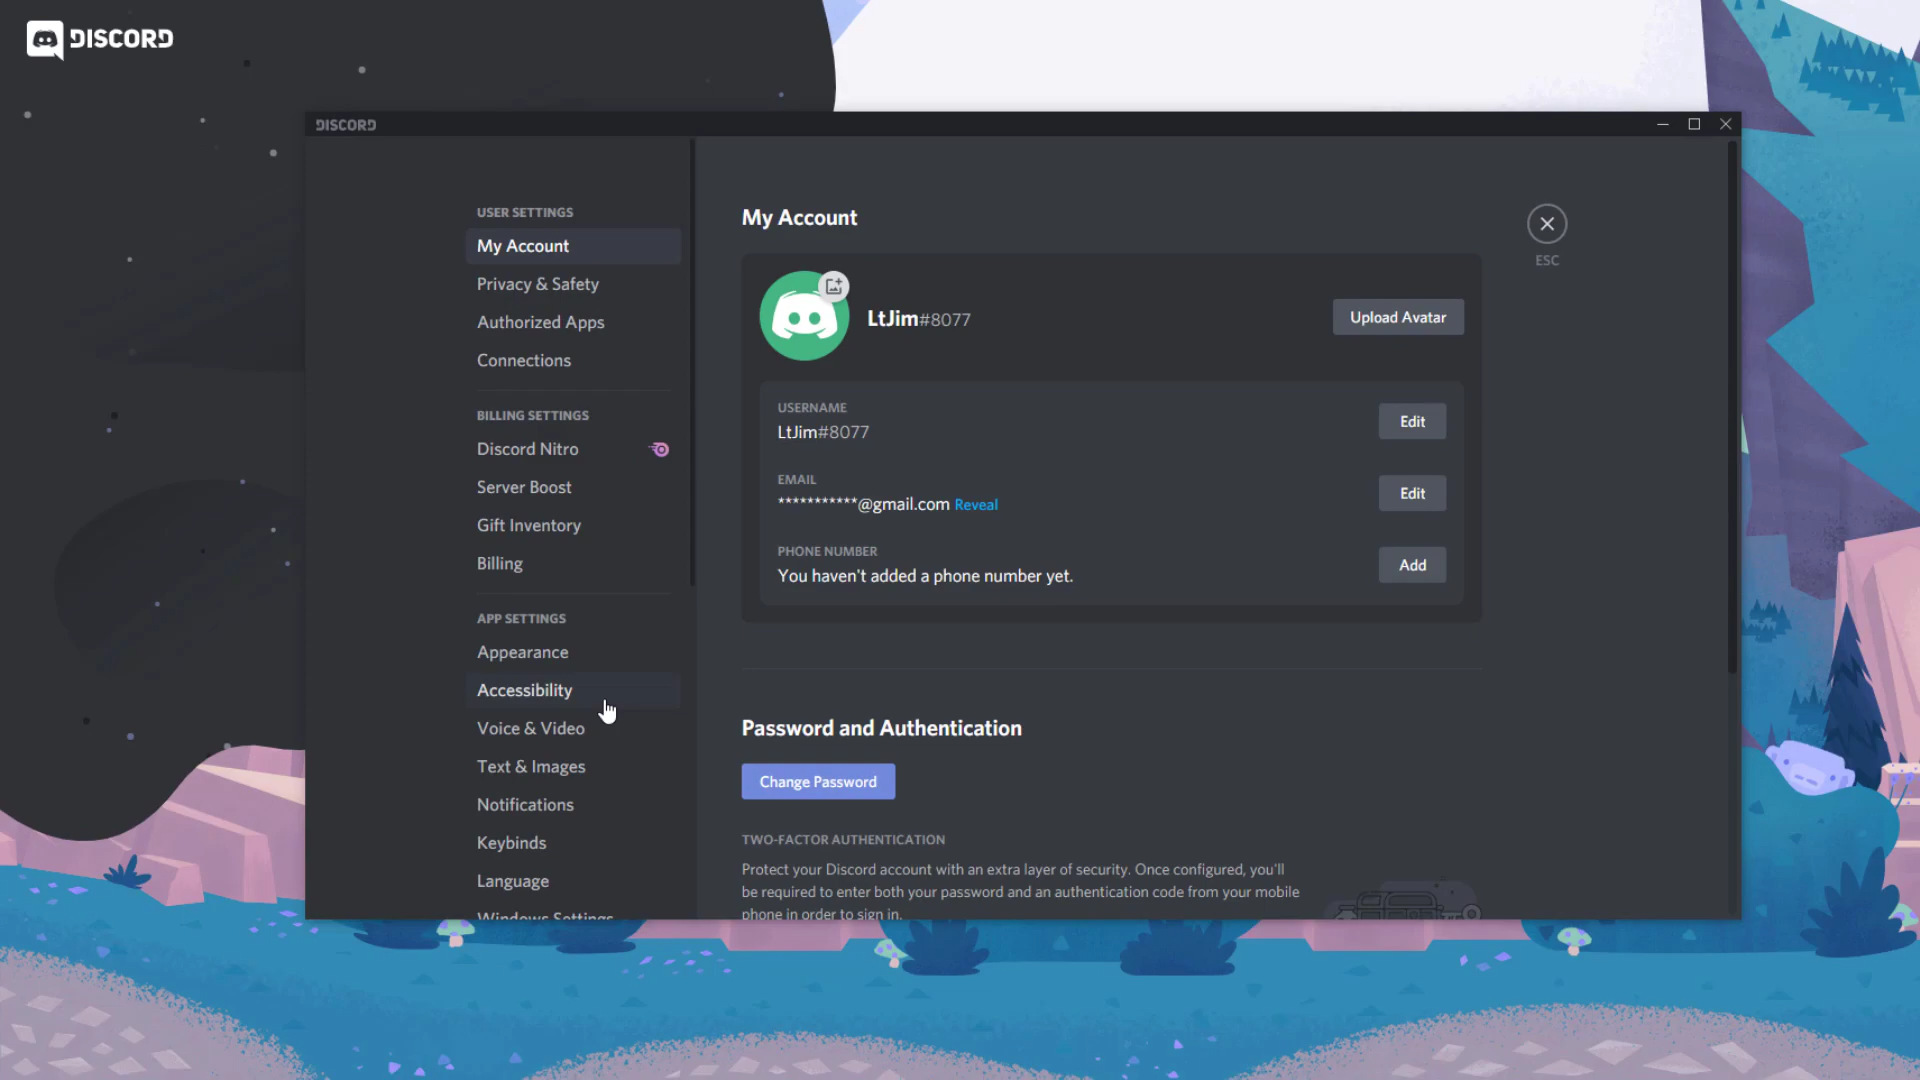 DISCORD
DISCORD
USER SETTINGS
My Account
Privacy & Safety
Authorized Apps
Connections
BILLING SETTINGS
Discord Nitro
Server Boost
Gift Inventory
Billing
APP SETTINGS
Appearance
Accessibility
Voice & Video
Text & Images
Notifications
Keybinds
Language
Windows Settings
My Account
ESC
LtJim#8077
Upload Avatar
USERNAME
LtJim#8077
Edit
EMAIL
***********@gmail.com Reveal
Edit
PHONE NUMBER
You haven't added a phone number yet.
Add
Password and Authentication
Change Password
TWO-FACTOR AUTHENTICATION
Protect your Discord account with an extra layer of security. Once configured, you'll
be required to enter both your password and an authentication code from your mobile
phone in order to sign in.